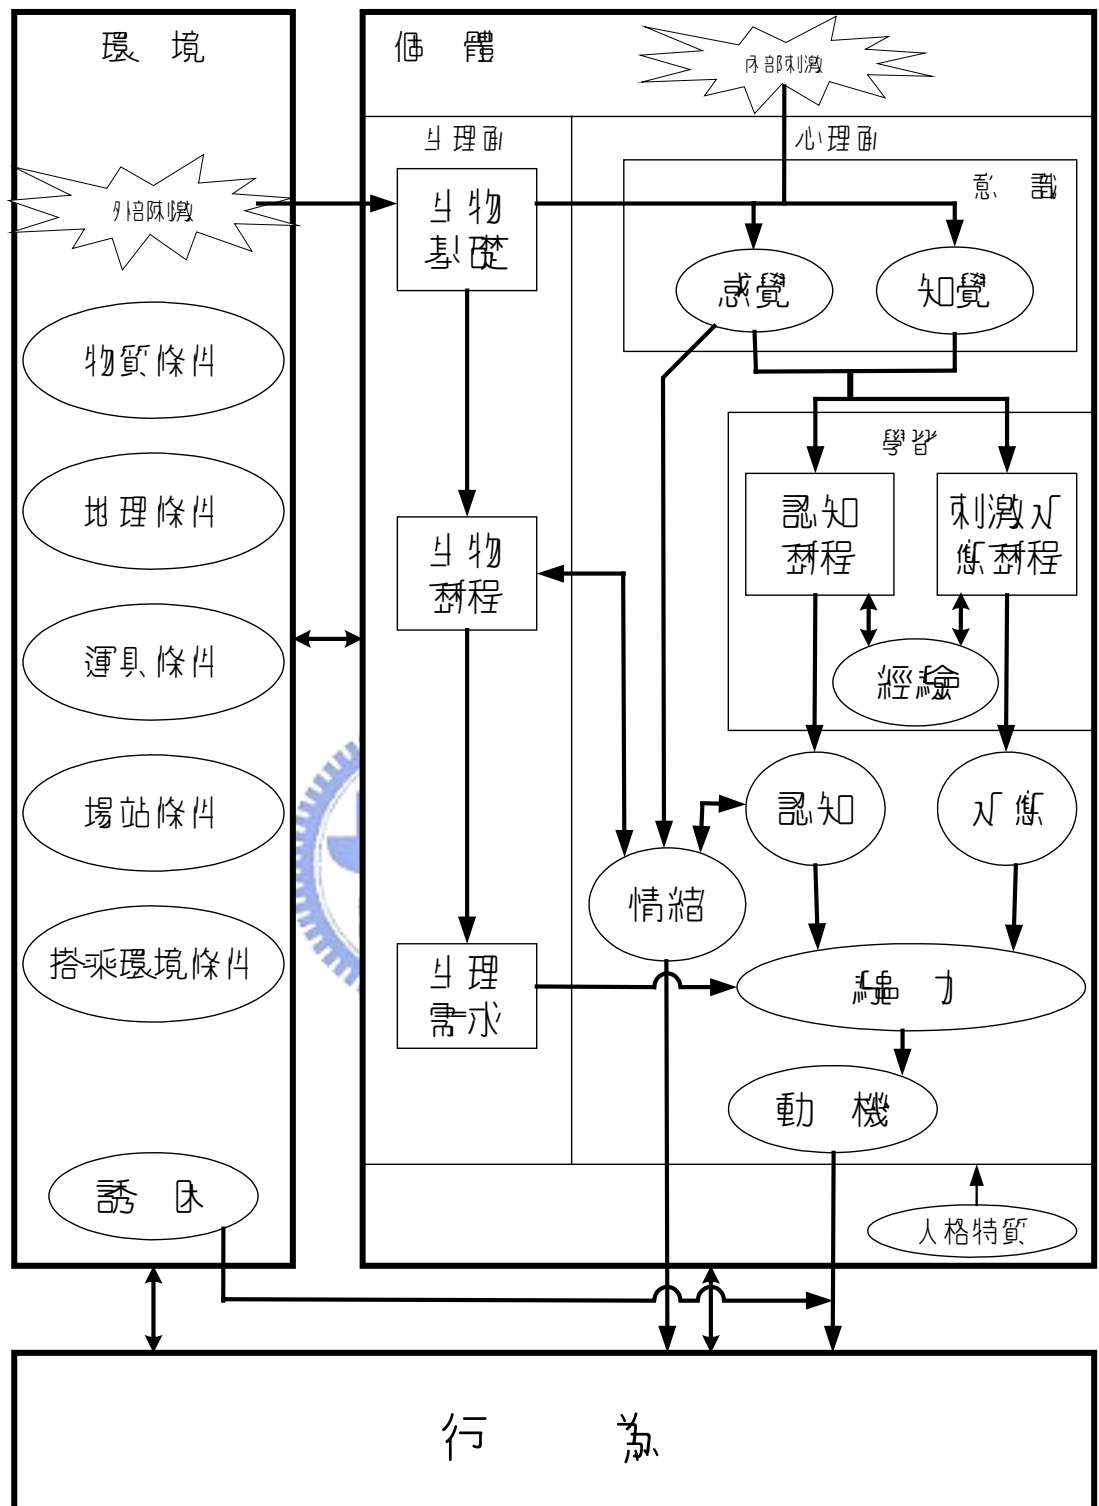 環 境
個 體
內部刺激
生理面
心理面
外部刺激
生物
基礎
意 識
感覺
知覺
物質條件
學習
地理條件
生物
歷程
認知
歷程
刺激反
應歷程
運具條件
經驗
場站條件
認知
反應
情緒
搭乘環境條件
生理
需求
驅 力
動 機
誘 因
人格特質
行 為